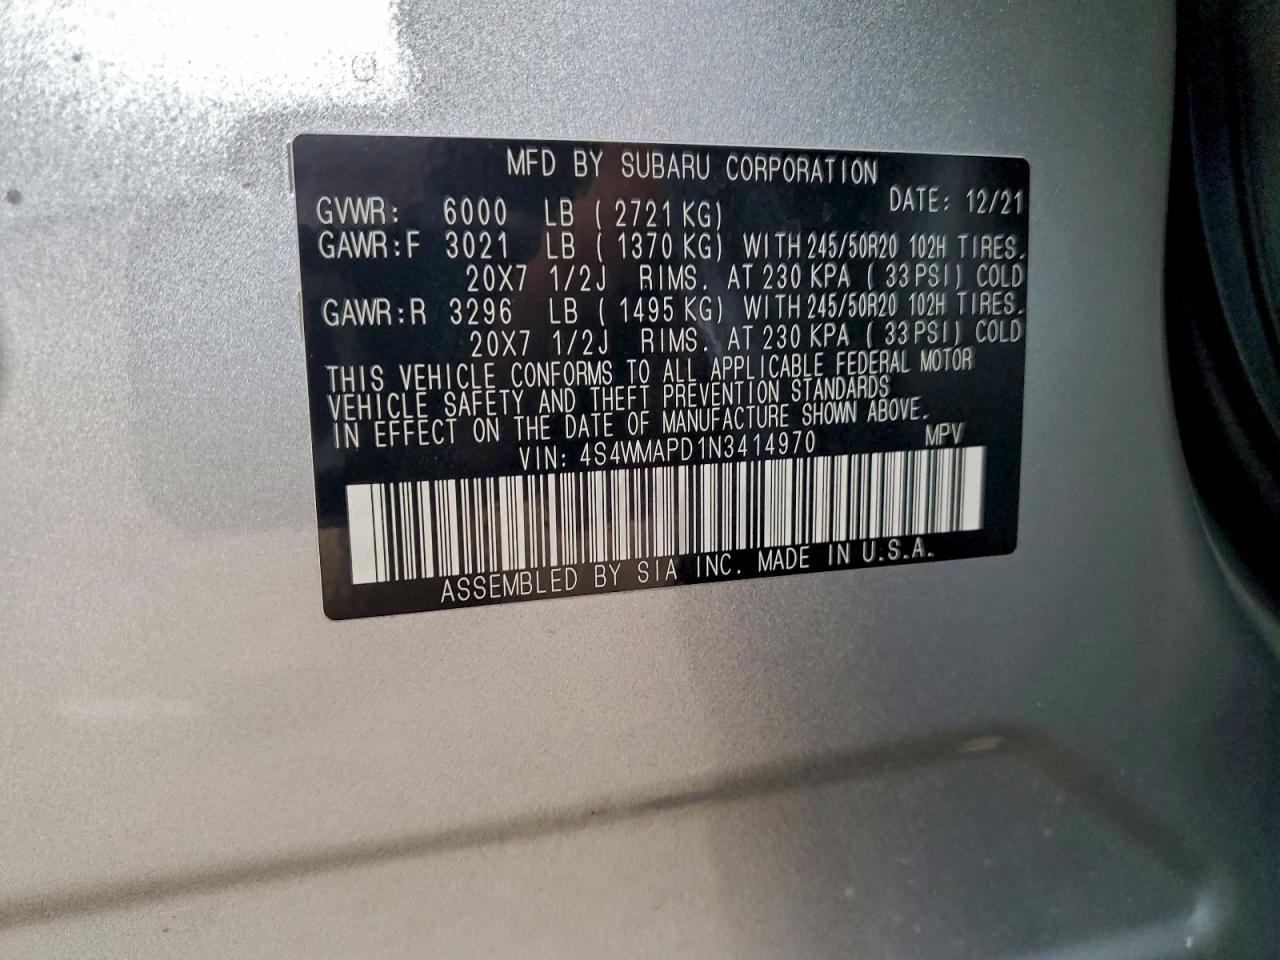 MFD BY SUBARU CORPORATION
DATE: 12/21
GVWR: 6000 LB (2721 KG)
GAWR:F 3021 LB (1370 KG) WITH 245/50R20 102H TIRES.
20X7 1/2J RIMS. AT 230 KPA (33 PSI) COLD
GAWR:R 3296 LB (1495 KG) WITH 245/50R20 102H TIRES.
20X7 1/2J RIMS. AT 230 KPA (33 PSI) COLD
THIS VEHICLE CONFORMS TO ALL APPLICABLE FEDERAL MOTOR
VEHICLE SAFETY AND THEFT PREVENTION STANDARDS
IN EFFECT ON THE DATE OF MANUFACTURE SHOWN ABOVE.
VIN: 4S4WMAPD1N3414970 MPV
ASSEMBLED BY SIA INC. MADE IN U.S.A.